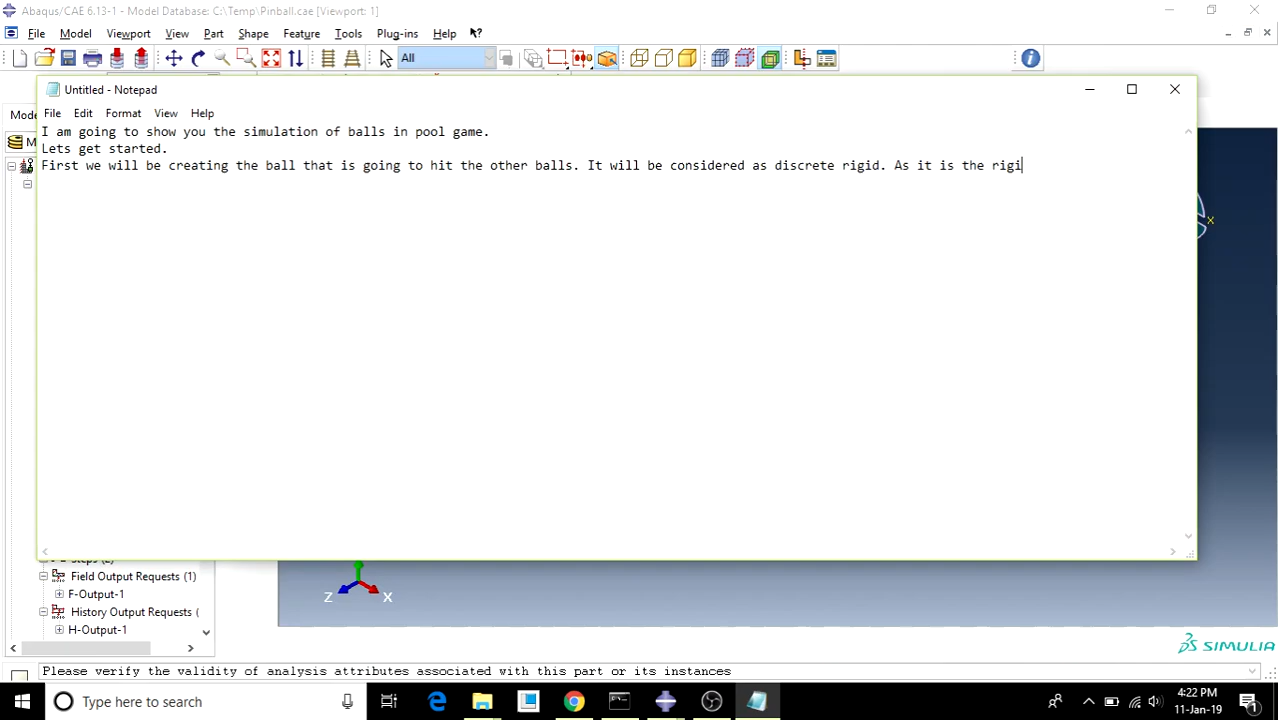 Abaqus/CAE 6.13-1 - Model Database: C:\Temp\Pinball.cae [Viewport: 1]
File Model Viewport View Part Shape Feature Tools Plug-ins Help
All
Untitled - Notepad
File Edit Format View Help
I am going to show you the simulation of balls in pool game.
Lets get started.
First we will be creating the ball that is going to hit the other balls. It will be considered as discrete rigid. As it is the rigi
X
Field Output Requests (1)
F-Output-1
History Output Requests (
H-Output-1
Z X
SIMULIA
Please verify the validity of analysis attributes associated with this part or its instances
Type here to search
4:22 PM
11-Jan-19
1